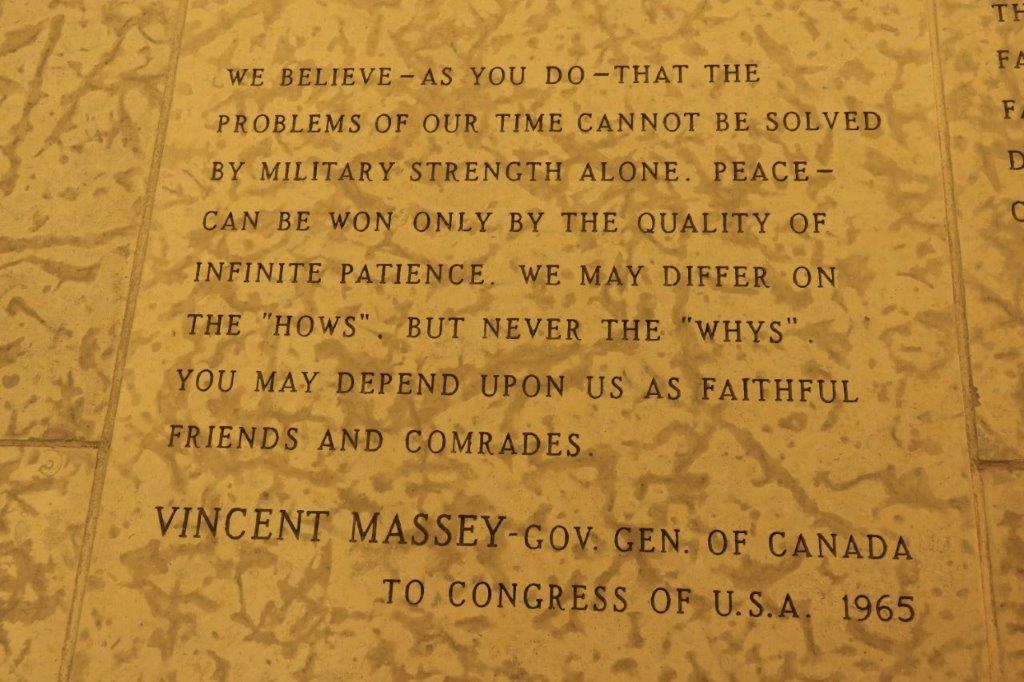 WE BELIEVE–AS YOU DO–THAT THE
PROBLEMS OF OUR TIME CANNOT BE SOLVED
BY MILITARY STRENGTH ALONE. PEACE–
CAN BE WON ONLY BY THE QUALITY OF
INFINITE PATIENCE. WE MAY DIFFER ON
THE "HOWS". BUT NEVER THE "WHYS".
YOU MAY DEPEND UPON US AS FAITHFUL
FRIENDS AND COMRADES.
VINCENT MASSEY-GOV. GEN. OF CANADA
TO CONGRESS OF U.S.A. 1965